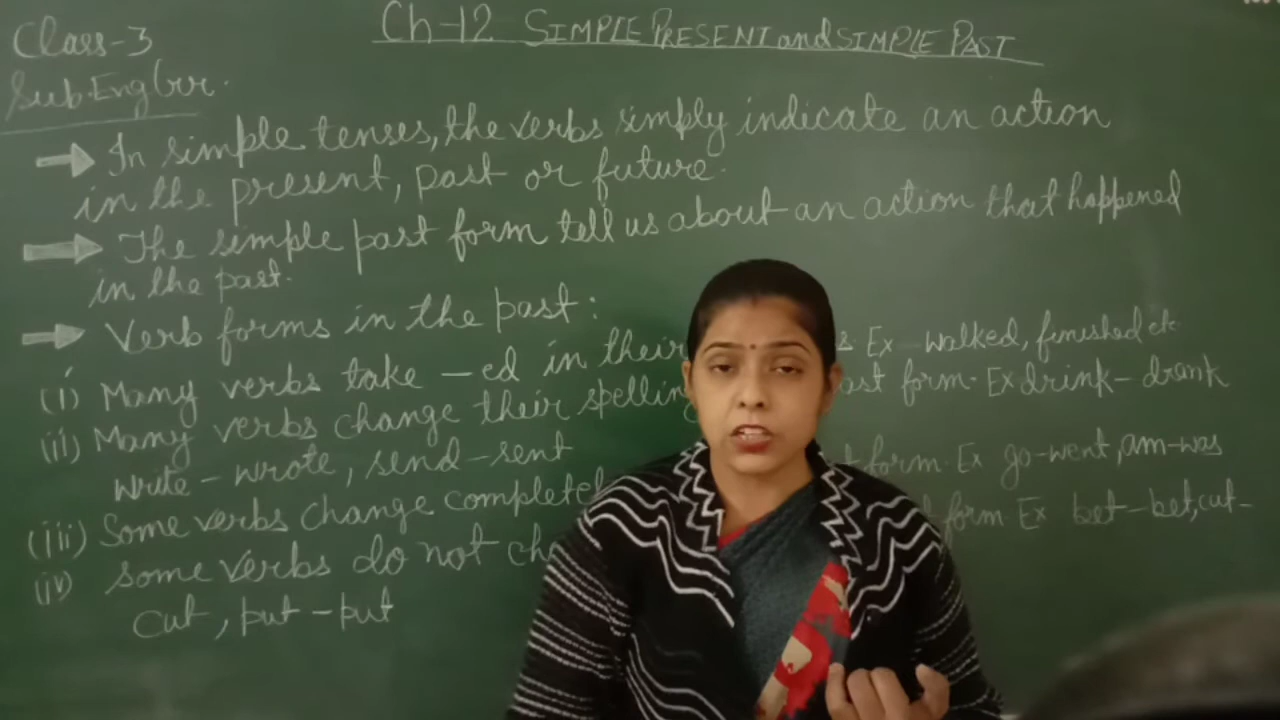 Class-3
Sub. Eng Grr.
Ch-12 SIMPLE PRESENT and SIMPLE PAST
In simple tenses, the verbs simply indicate an action
in the present, past or future.
The simple past form tell us about an action that happened
in the past.
Verb forms in the past:
(i) Many verbs take -ed in their Ex walked, finished etc
(ii) Many verbs change their spelling form. Ex drink - drank
write - wrote, send - sent
(iii) Some verbs change form. Ex go-went, am-was
(iv) some verbs do not form Ex bet - bet, cut -
cut, put - put